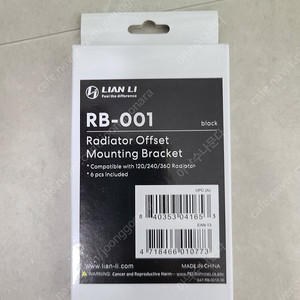 LIAN LI
Feel the difference
RB-001
black
Radiator Offset
Mounting Bracket
* Compatible with 120/240/360 Radiator
* 6 pcs included
UPC (A)
8 40353 04165 3
EAN-13
4 718466 010773
www.lian-li.com
MADE IN CHINA
WARNING: Cancer and Reproductive Harm -